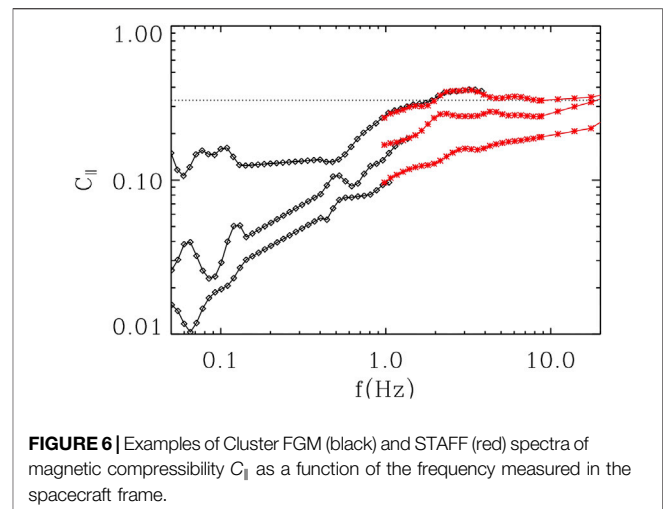 1.00
0.10
0.01
C∥
0.1 1.0 10.0
f(Hz)
FIGURE 6 | Examples of Cluster FGM (black) and STAFF (red) spectra of
magnetic compressibility C∥ as a function of the frequency measured in the
spacecraft frame.